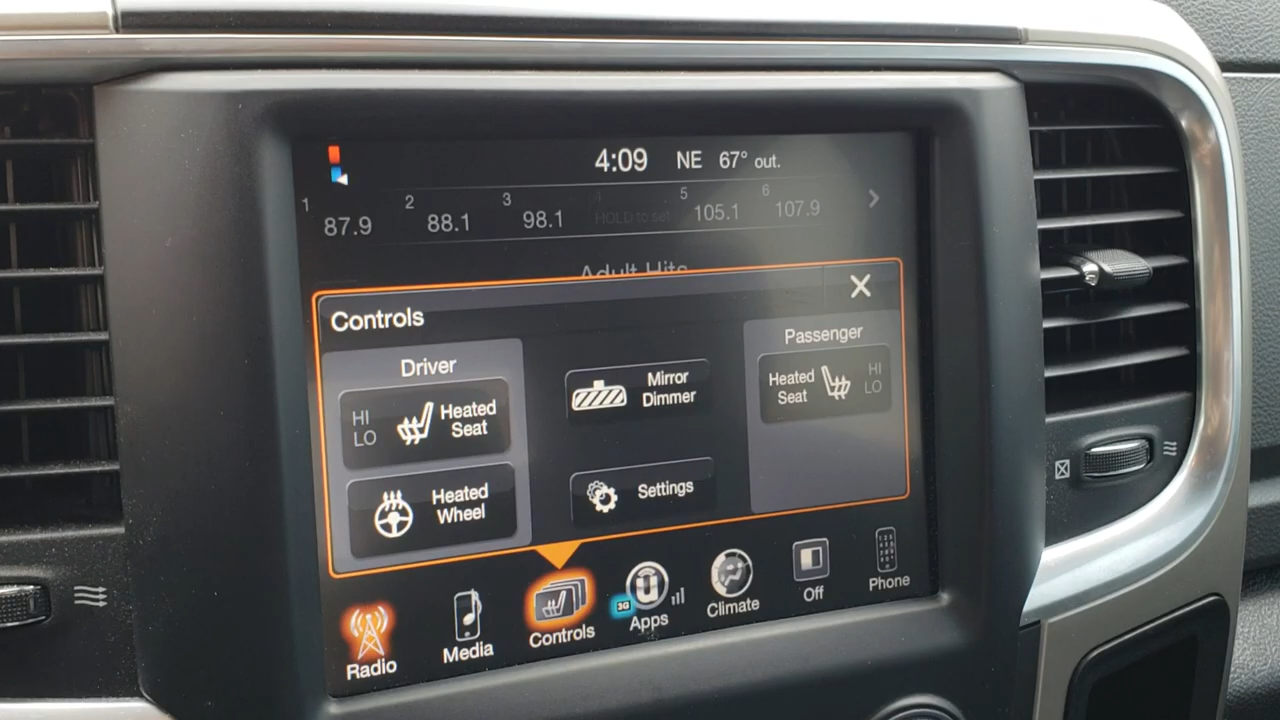 4:09 NE 67° out.
1 87.9 2 88.1 3 98.1 4 HOLD to set 5 105.1 6 107.9
Adult Hits
Controls
Driver
HI
LO
Heated
Seat
Heated
Wheel
Mirror
Dimmer
Settings
Passenger
Heated
Seat
HI
LO
Radio
Media
Controls
3G
Apps
Climate
Off
Phone